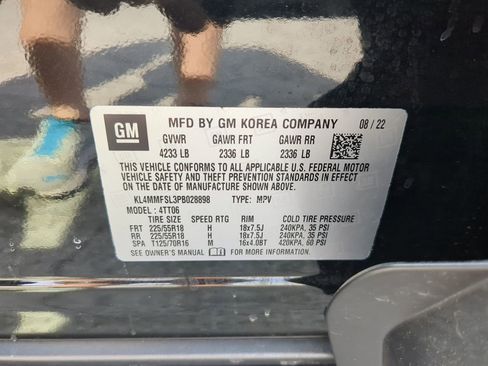 GM
MFD BY GM KOREA COMPANY 08 / 22
GVWR GAWR FRT GAWR RR
4233 LB 2336 LB 2336 LB
THIS VEHICLE CONFORMS TO ALL APPLICABLE U.S. FEDERAL MOTOR
VEHICLE SAFETY AND THEFT PREVENTION STANDARDS IN EFFECT
ON THE DATE OF MANUFACTURE SHOWN ABOVE.
KL4MMFSL3PB028898 TYPE: MPV
MODEL: 4TT06
TIRE SIZE SPEED RTG RIM COLD TIRE PRESSURE
FRT 225/55R18 H 18x7.5J 240KPA, 35 PSI
RR 225/55R18 H 18x7.5J 240KPA, 35 PSI
SPA T125/70R16 M 16x4.0BT 420KPA, 60 PSI
SEE OWNER'S MANUAL FOR MORE INFORMATION.